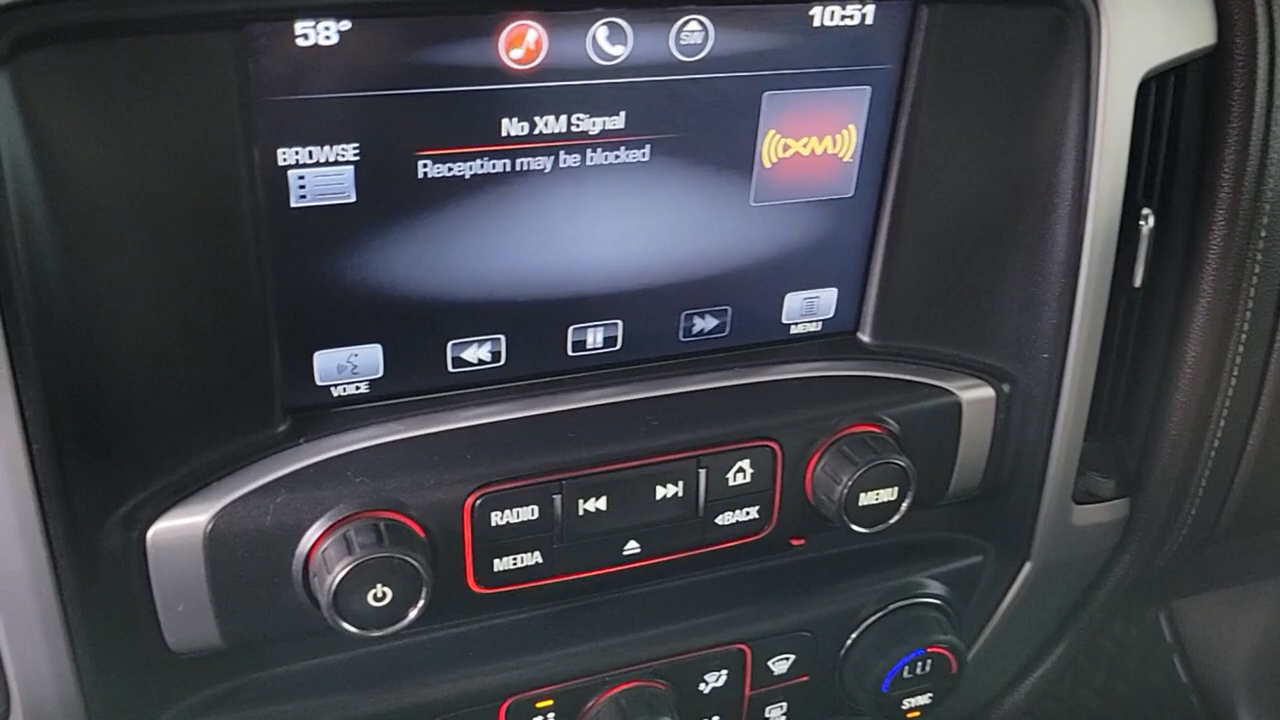 58°
SW
10:51
No XM Signal
Reception may be blocked
BROWSE
((XM))
VOICE
MENU
RADIO
MEDIA
BACK
MENU
SYNC